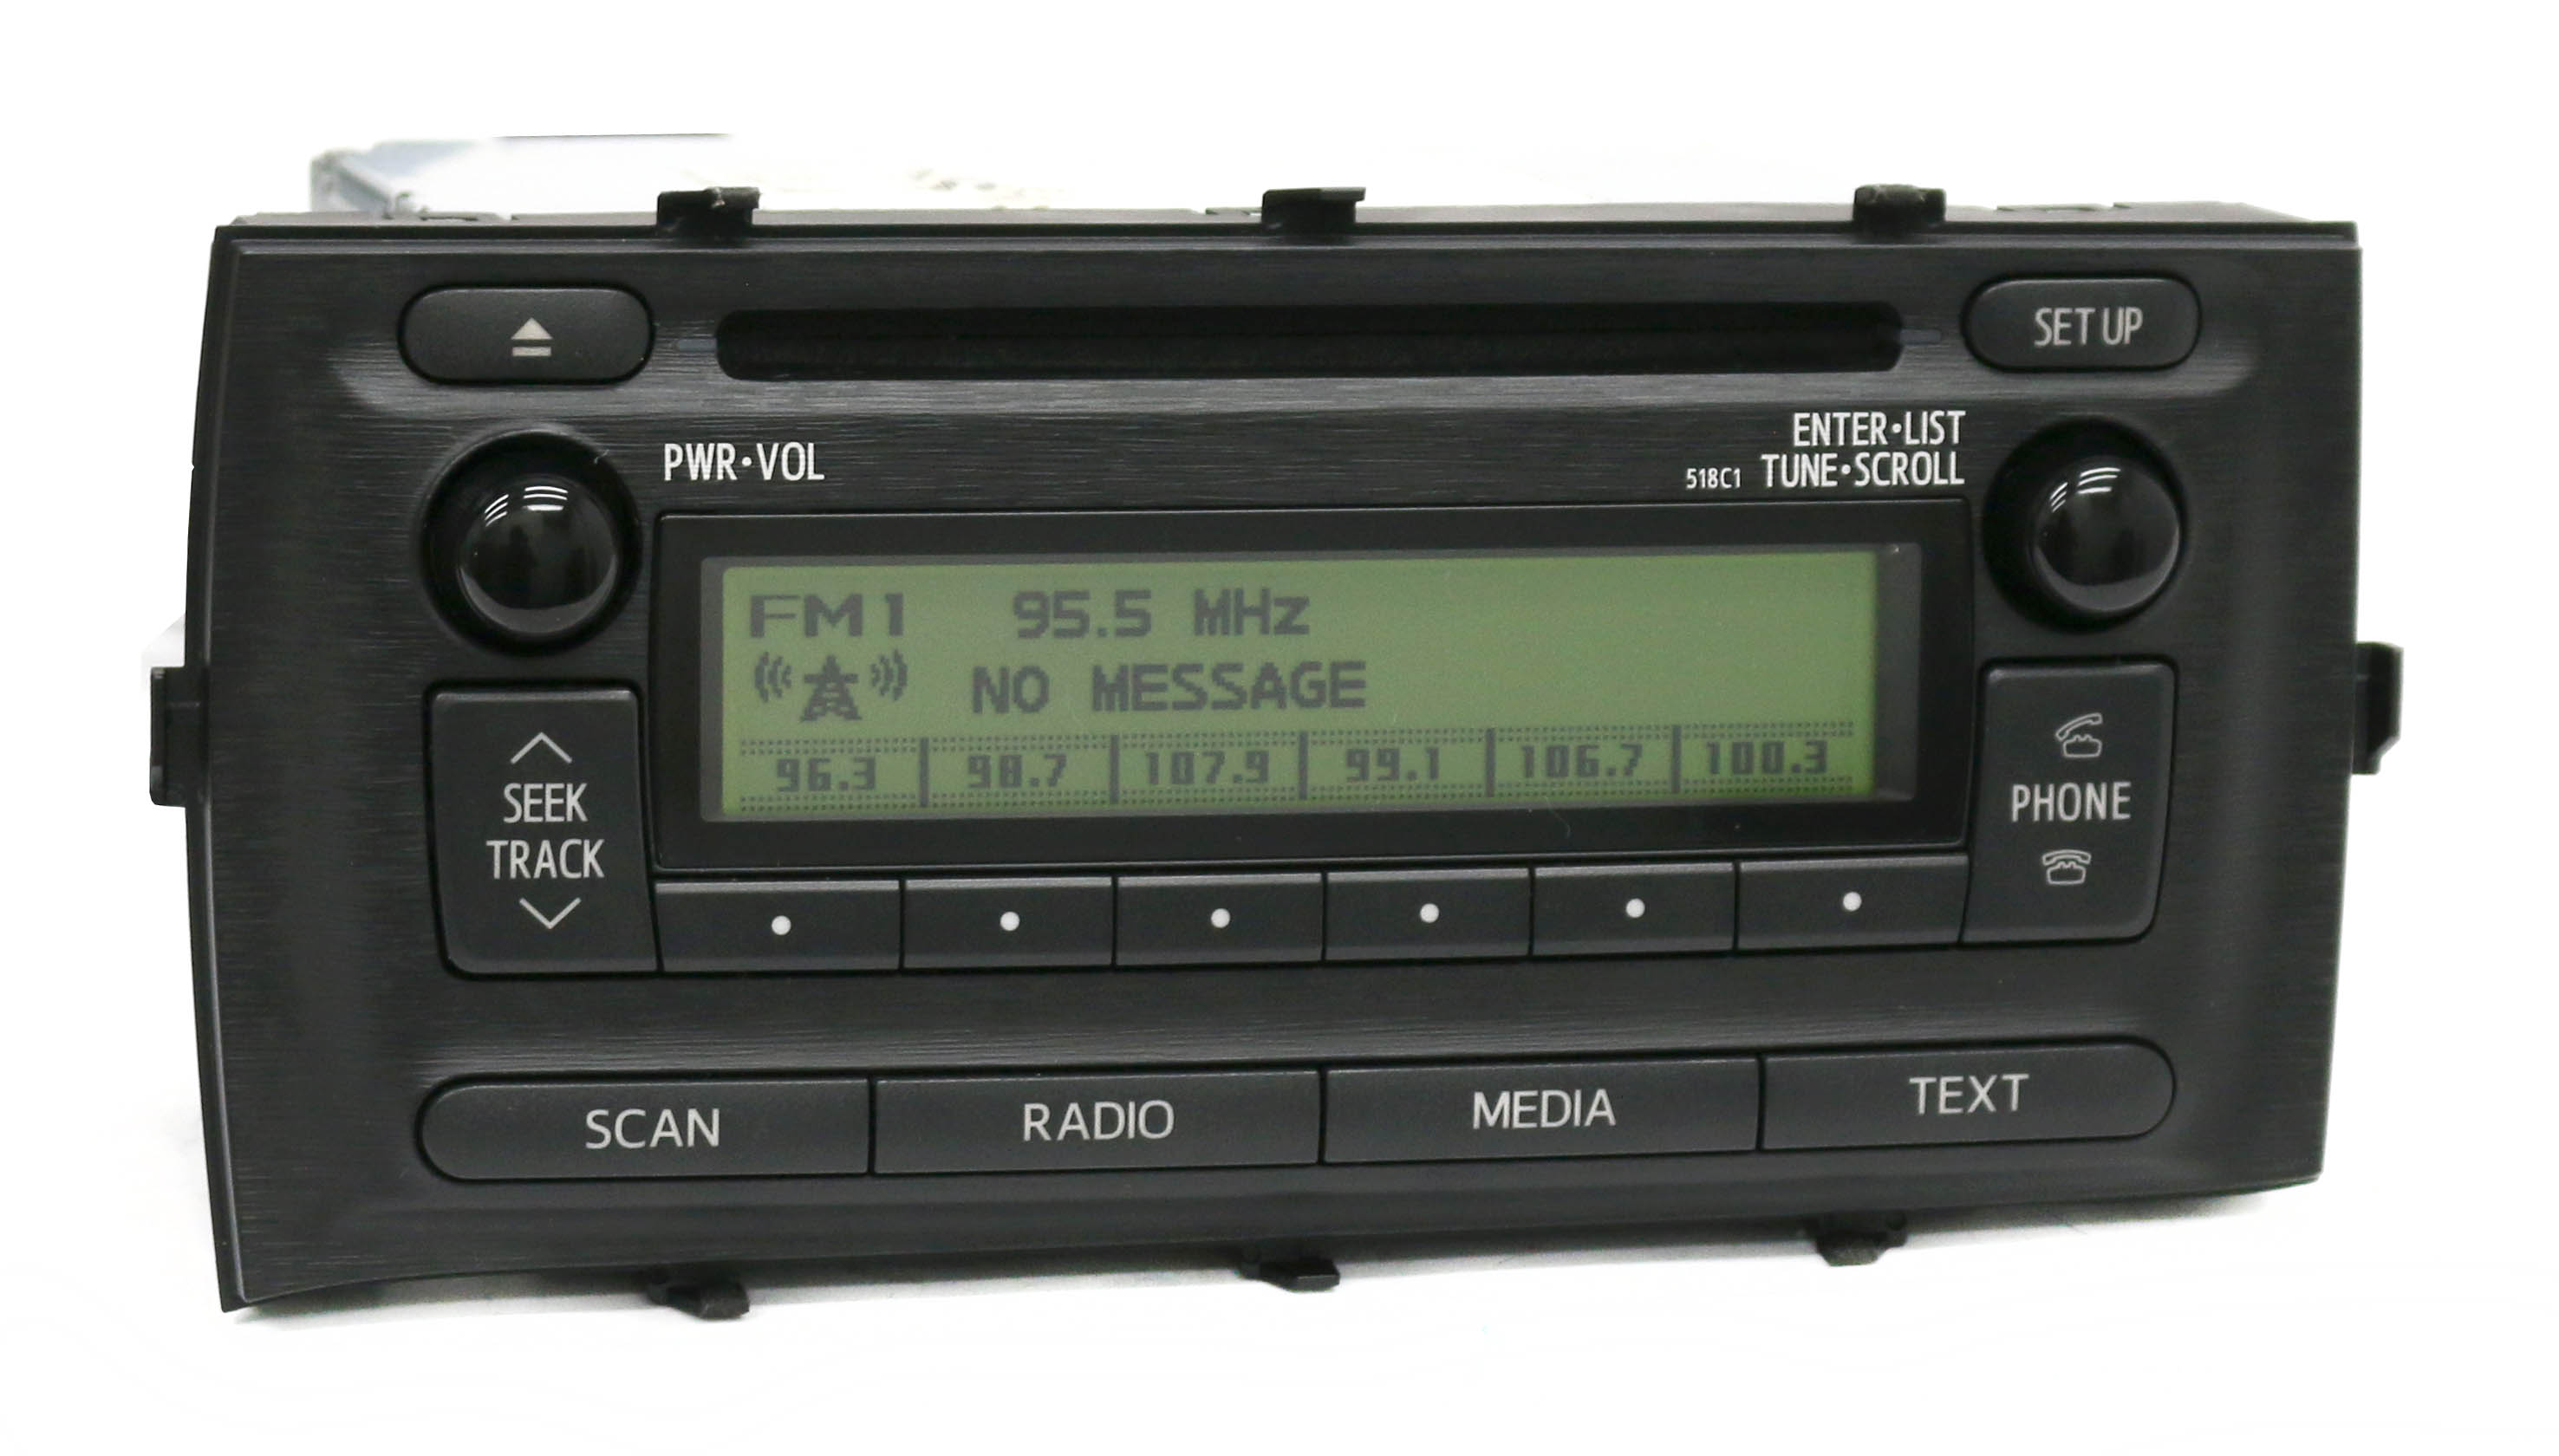 SET UP
PWR•VOL
ENTER•LIST
518C1 TUNE•SCROLL
FM1 95.5 MHz
NO MESSAGE
96.3 98.7 107.9 99.1 106.7 100.3
SEEK
TRACK
PHONE
SCAN RADIO MEDIA TEXT